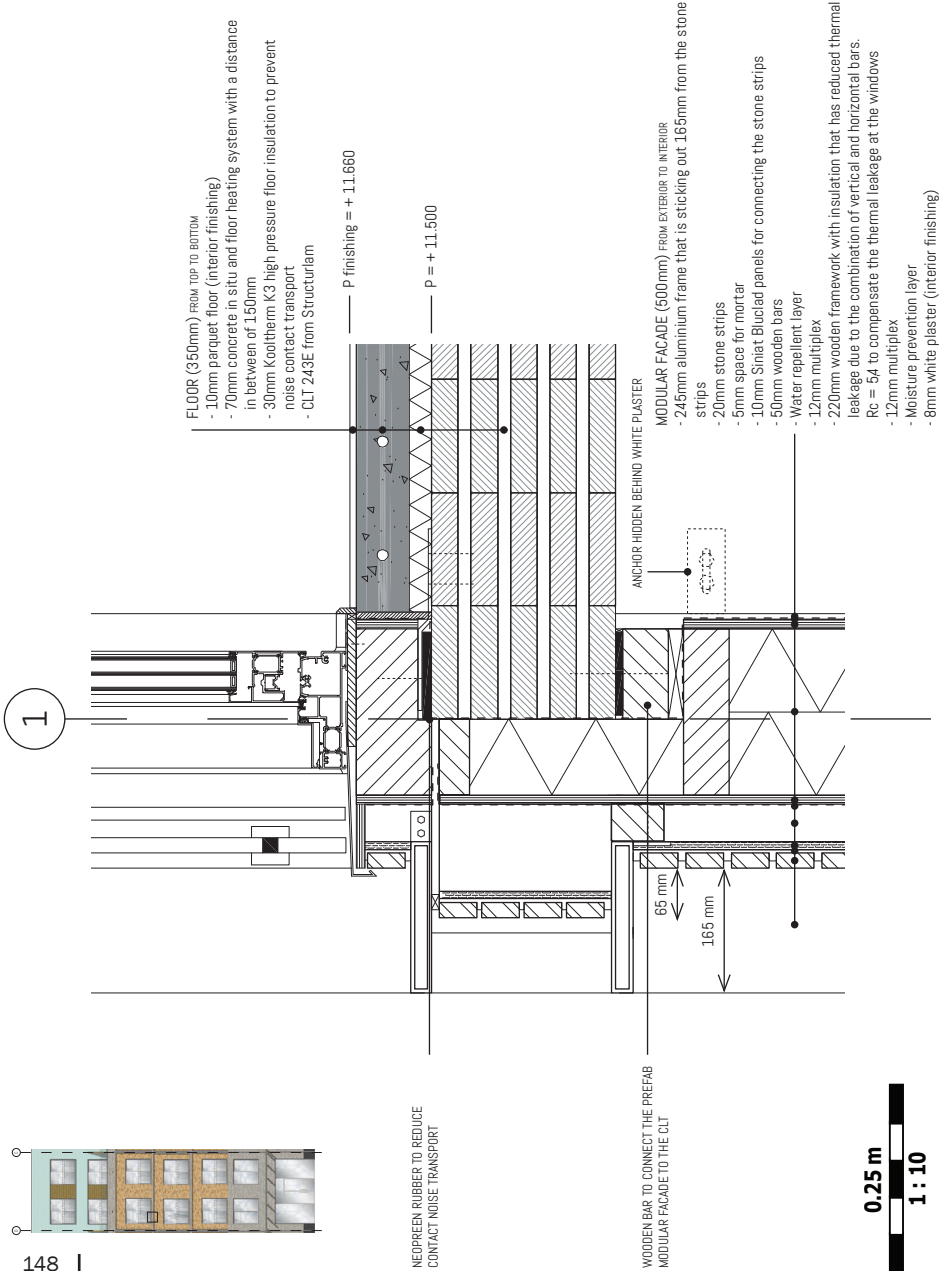 148
1
FLOOR (350mm) FROM TOP TO BOTTOM
- 10mm parquet floor (interior finishing)
- 70mm concrete in situ and floor heating system with a distance
in between of 150mm
- 30mm Kooltherm K3 high pressure floor insulation to prevent
noise contact transport
- CLT 243E from Structurlam
P finishing = + 11.660
P = + 11.500
ANCHOR HIDDEN BEHIND WHITE PLASTER
MODULAR FACADE (500mm) FROM EXTERIOR TO INTERIOR
- 245mm aluminium frame that is sticking out 165mm from the stone
strips
- 20mm stone strips
- 5mm space for mortar
- 10mm Siniat Bluclad panels for connecting the stone strips
- 50mm wooden bars
- Water repellent layer
- 12mm multiplex
- 220mm wooden framework with insulation that has reduced thermal
leakage due to the combination of vertical and horizontal bars.
Rc = 5,4 to compensate the thermal leakage at the windows
- 12mm multiplex
- Moisture prevention layer
- 8mm white plaster (interior finishing)
65 mm
165 mm
NEOPREEN RUBBER TO REDUCE
CONTACT NOISE TRANSPORT
WOODEN BAR TO CONNECT THE PREFAB
MODULAR FACADE TO THE CLT
0.25 m
1 : 10